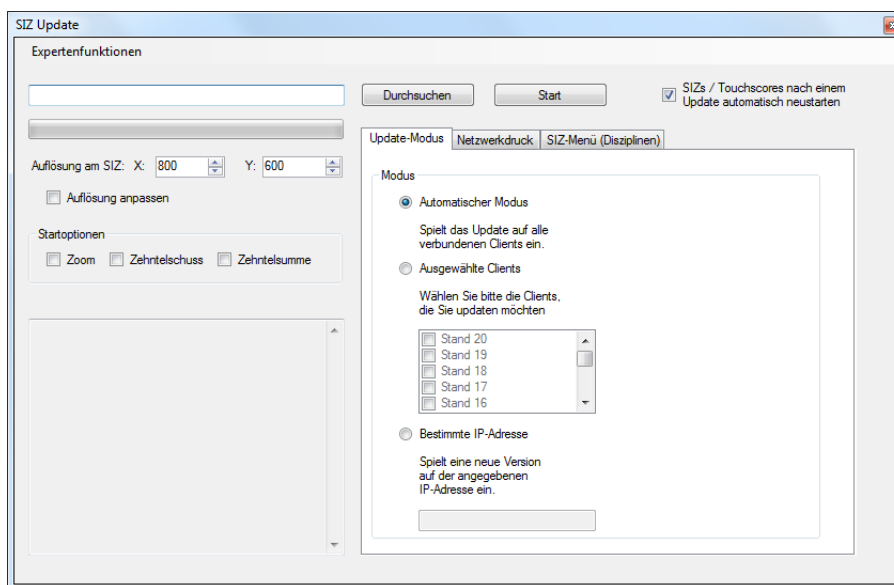 SIZ Update
Expertenfunktionen
Durchsuchen
Start
SIZs / Touchscores nach einem
Update automatisch neustarten
Auflösung am SIZ: X: 800 Y: 600
Auflösung anpassen
Startoptionen
Zoom Zehntelschuss Zehntelsumme
Update-Modus Netzwerkdruck SIZ-Menü (Disziplinen)
Modus
Automatischer Modus
Spielt das Update auf alle
verbundenen Clients ein.
Ausgewählte Clients
Wählen Sie bitte die Clients,
die Sie updaten möchten
Stand 20
Stand 19
Stand 18
Stand 17
Stand 16
Bestimmte IP-Adresse
Spielt eine neue Version
auf der angegebenen
IP-Adresse ein.